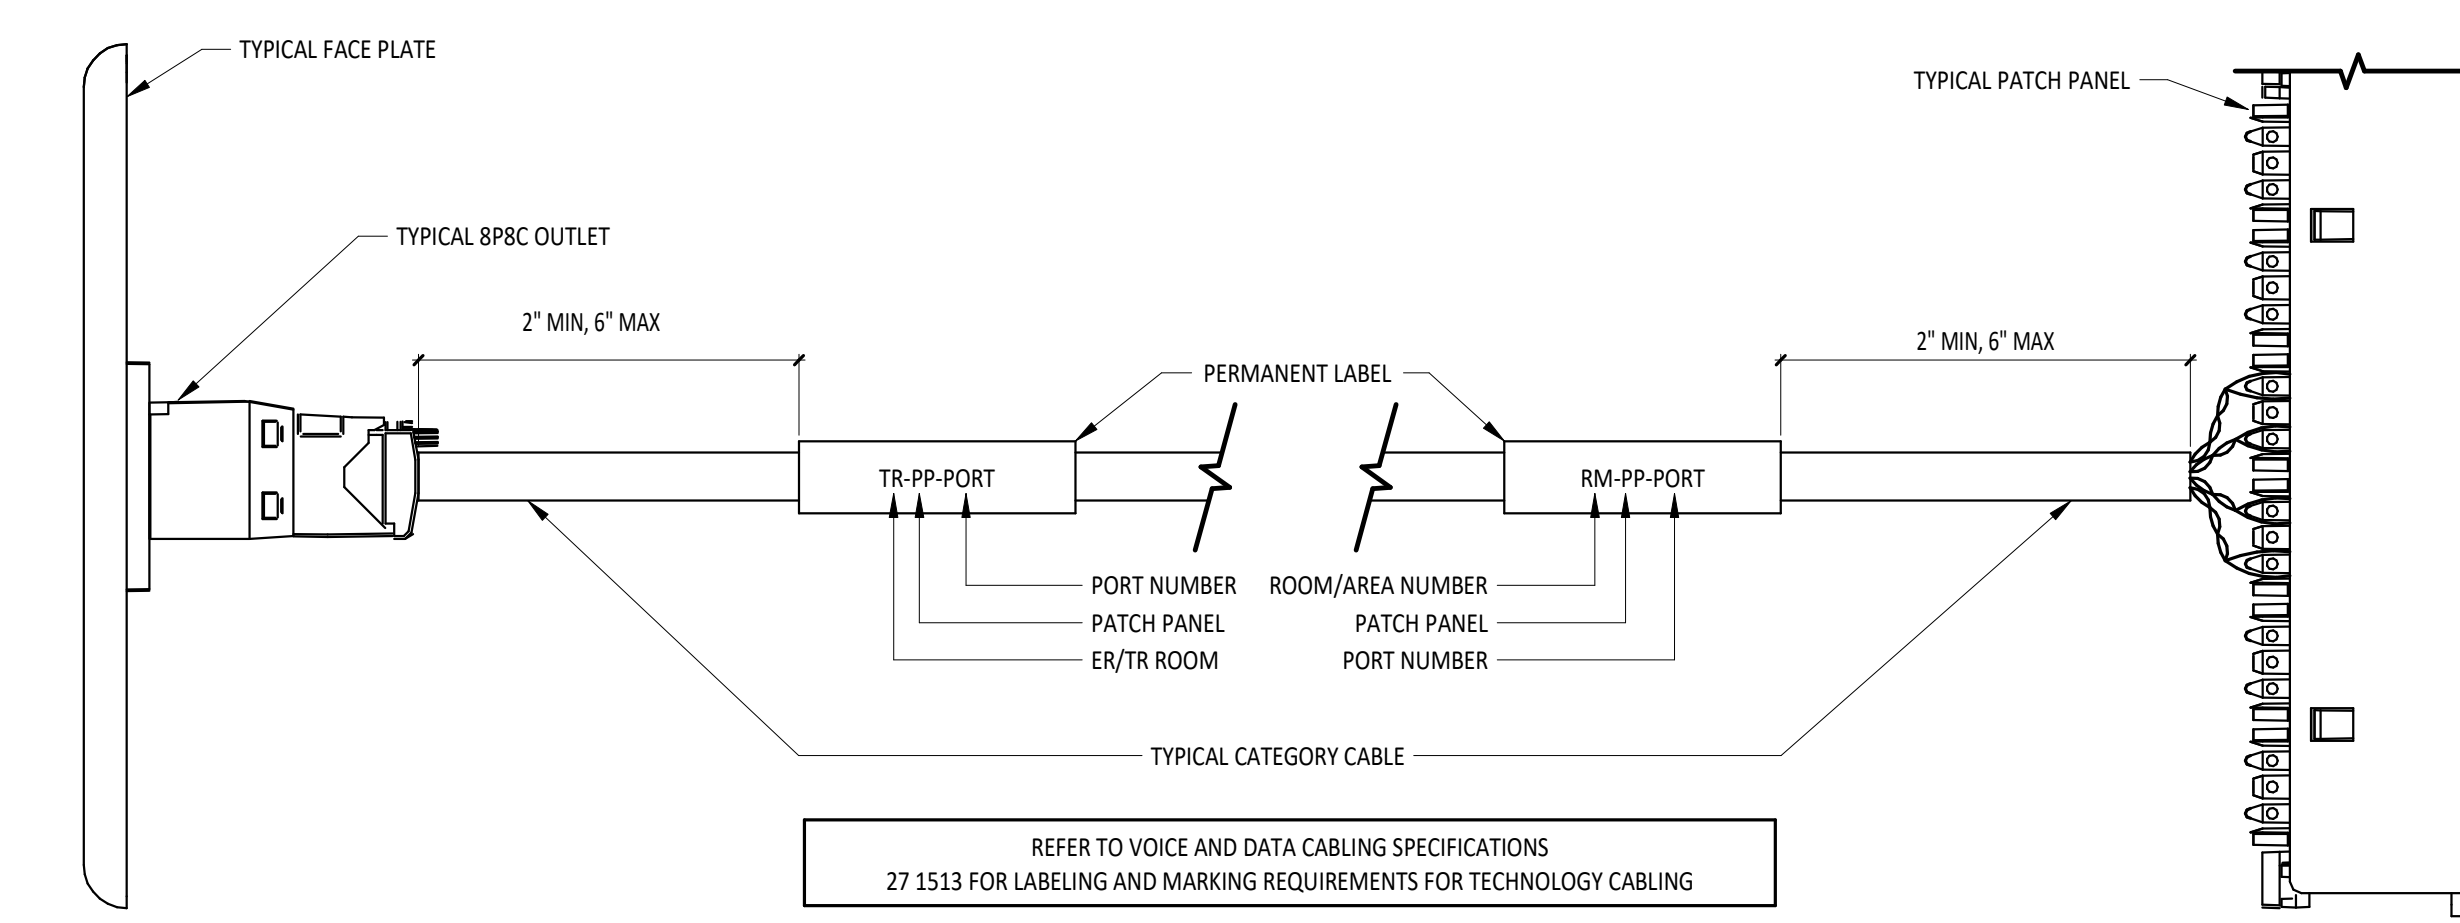 TYPICAL FACE PLATE
TYPICAL PATCH PANEL
TYPICAL 8P8C OUTLET
2" MIN, 6" MAX
2" MIN, 6" MAX
PERMANENT LABEL
TR-PP-PORT
RM-PP-PORT
PORT NUMBER
ROOM/AREA NUMBER
PATCH PANEL
PATCH PANEL
ER/TR ROOM
PORT NUMBER
TYPICAL CATEGORY CABLE
REFER TO VOICE AND DATA CABLING SPECIFICATIONS
27 1513 FOR LABELING AND MARKING REQUIREMENTS FOR TECHNOLOGY CABLING